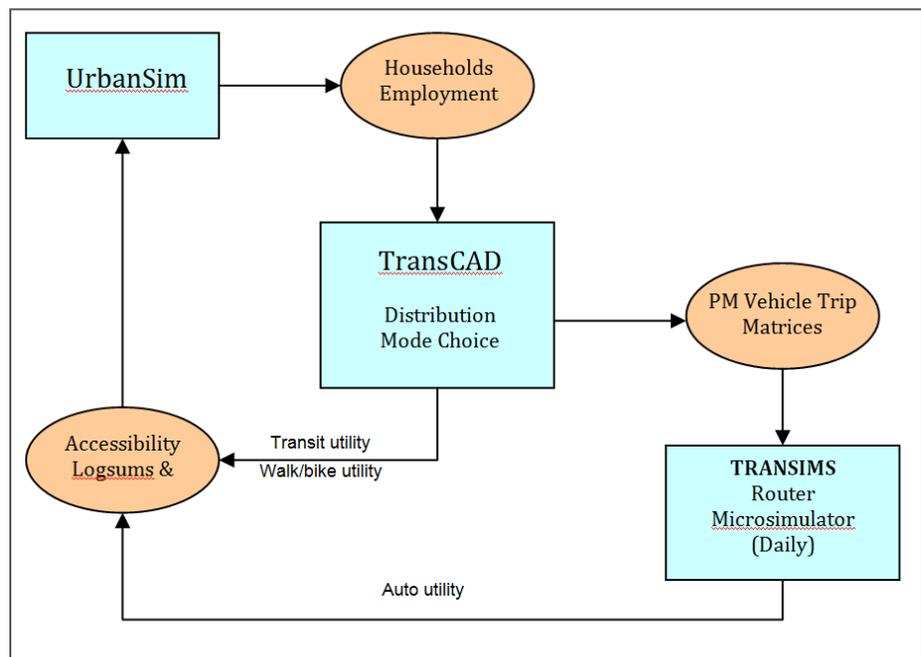 UrbanSim
Households
Employment
TransCAD
Distribution
Mode Choice
PM Vehicle Trip
Matrices
Accessibility
Logsums &
Transit utility
Walk/bike utility
TRANSIMS
Router
Microsimulator
(Daily)
Auto utility